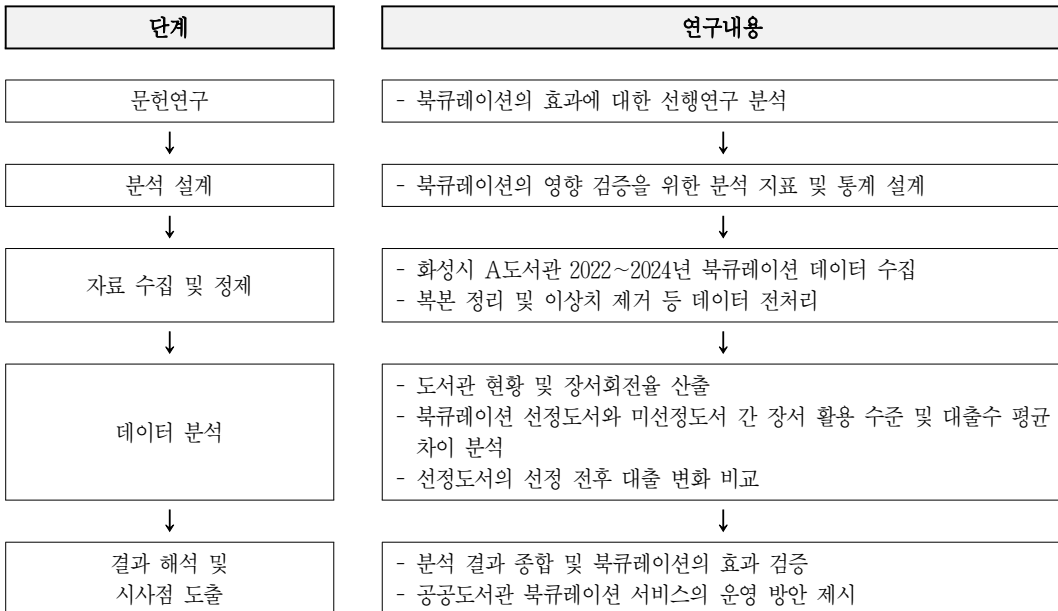 단계
연구내용
문헌연구
- 북큐레이션의 효과에 대한 선행연구 분석
↓
↓
분석 설계
- 북큐레이션의 영향 검증을 위한 분석 지표 및 통계 설계
↓
↓
자료 수집 및 정제
- 화성시 A도서관 2022~2024년 북큐레이션 데이터 수집
- 복본 정리 및 이상치 제거 등 데이터 전처리
↓
↓
데이터 분석
- 도서관 현황 및 장서회전율 산출
- 북큐레이션 선정도서와 미선정도서 간 장서 활용 수준 및 대출수 평균
차이 분석
- 선정도서의 선정 전후 대출 변화 비교
↓
↓
결과 해석 및
시사점 도출
- 분석 결과 종합 및 북큐레이션의 효과 검증
- 공공도서관 북큐레이션 서비스의 운영 방안 제시